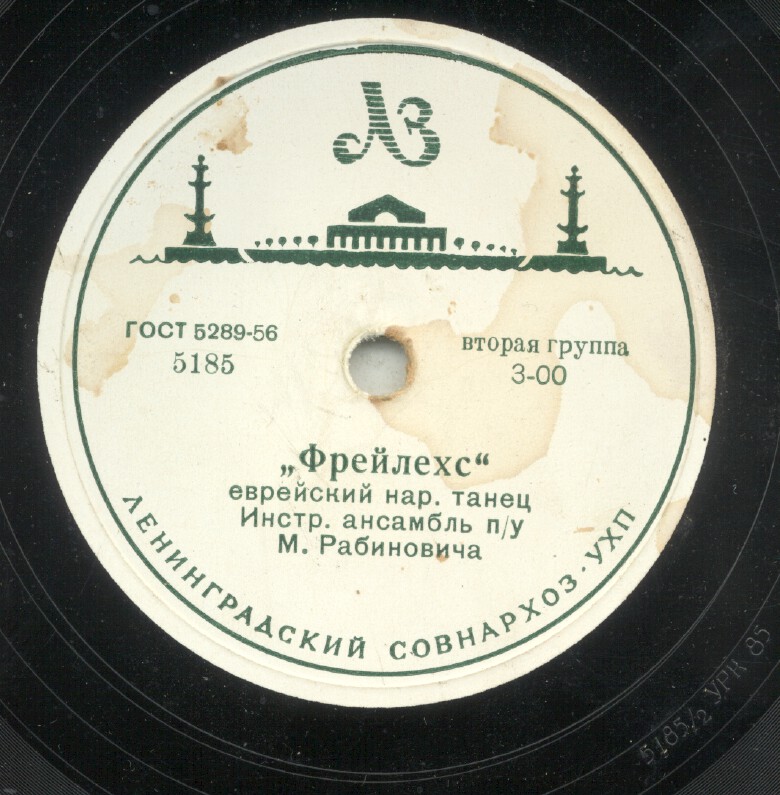 ЛЗ
ГОСТ 5289-56
5185
вторая группа
3-00
„Фрейлехс“
еврейский нар. танец
Инстр. ансамбль п/у
М. Рабиновича
ЛЕНИНГРАДСКИЙ СОВНАРХОЗ·УХП
5185/2 УРК 85